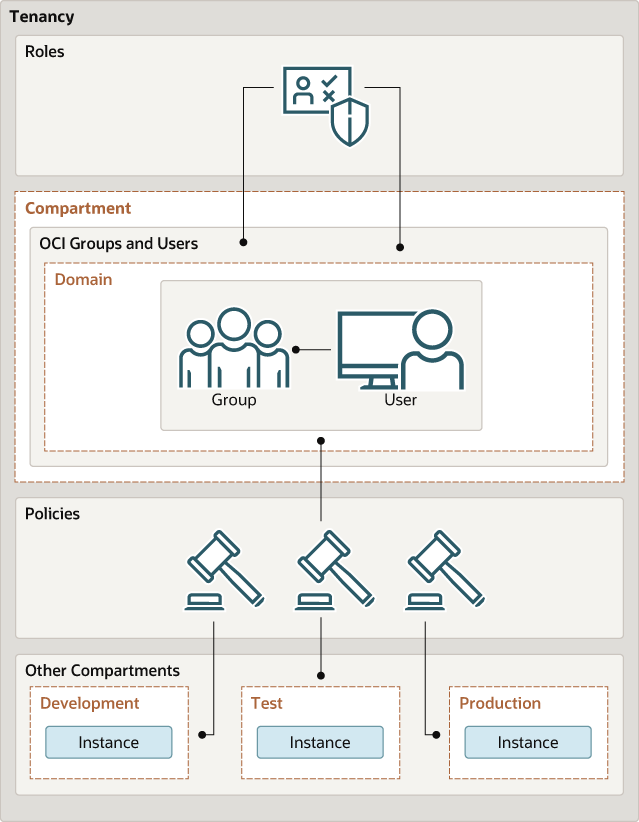 Tenancy
Roles
Compartment
OCI Groups and Users
Domain
Group
User
Policies
Other Compartments
Development
Test
Production
Instance
Instance
Instance